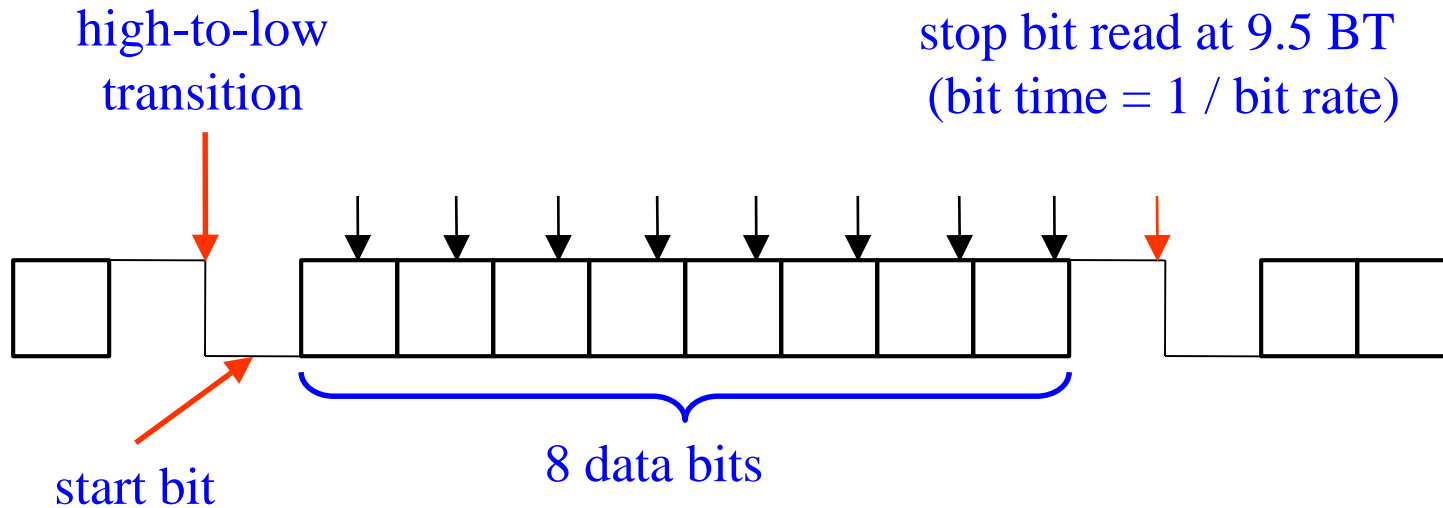 high-to-low
transition
stop bit read at 9.5 BT
(bit time = 1 / bit rate)
start bit
8 data bits